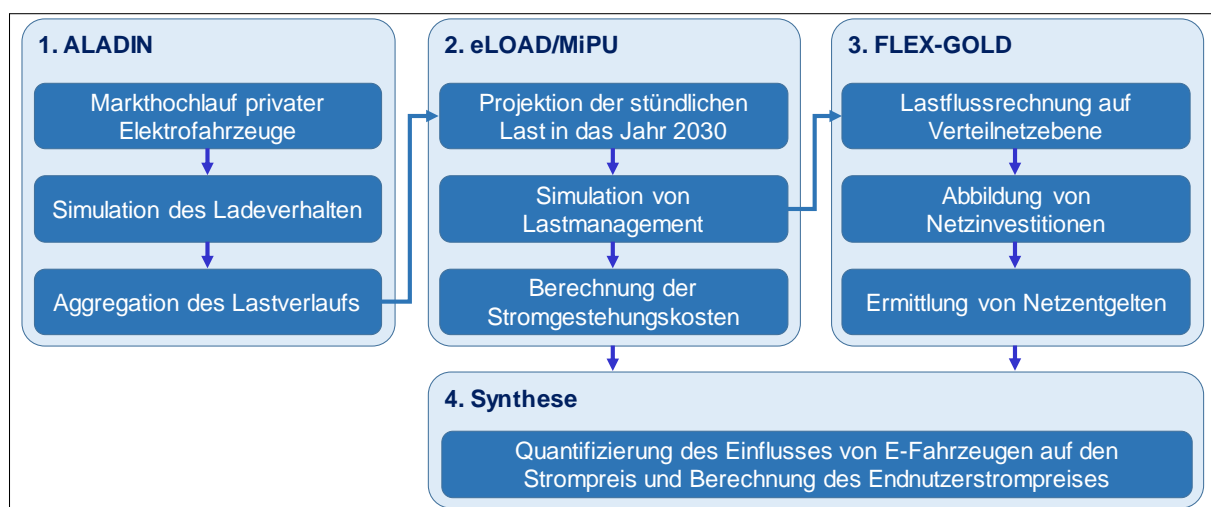 1. ALADIN
Markthochlauf privater
Elektrofahrzeuge
Simulation des Ladeverhalten
Aggregation des Lastverlaufs
2. eLOAD/MiPU
Projektion der stündlichen
Last in das Jahr 2030
Simulation von
Lastmanagement
Berechnung der
Stromgestehungskosten
3. FLEX-GOLD
Lastflussrechnung auf
Verteilnetzebene
Abbildung von
Netzinvestitionen
Ermittlung von Netzentgelten
4. Synthese
Quantifizierung des Einflusses von E-Fahrzeugen auf den
Strompreis und Berechnung des Endnutzerstrompreises